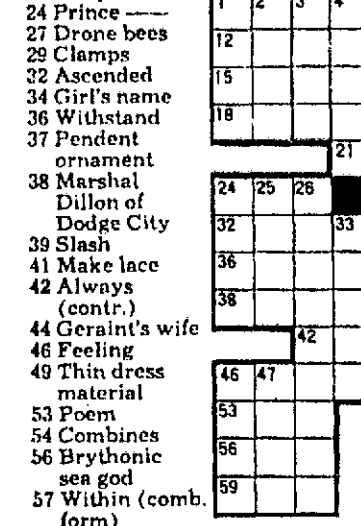 24 Prince ——
27 Drone bees
29 Clamps
32 Ascended
34 Girl's name
36 Withstand
37 Pendent
ornament
38 Marshal
Dillon of
Dodge City
39 Slash
41 Make lace
42 Always
(contr.)
44 Geraint's wife
46 Feeling
49 Thin dress
material
53 Poem
54 Combines
56 Brythonic
sea god
57 Within (comb.
form)
1 2 3 4
12
15
18
21
24 25 26
32 33
36
38
42
46 47
53
56
59